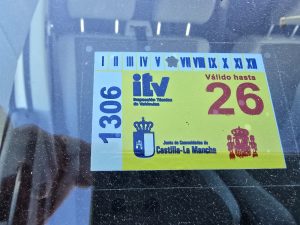 I II III IV V VII VIII IX X XI XII
1306
itv
Inspección Técnica
de Vehículos
Válido hasta
26
Junta de Comunidades de
Castilla-La Mancha